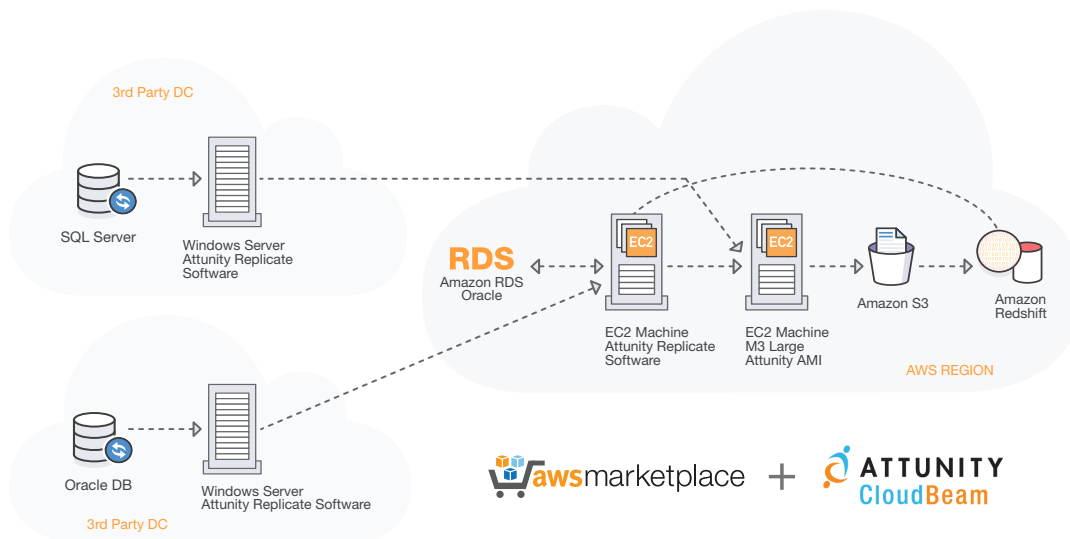 3rd Party DC
SQL Server
Windows Server
Attunity Replicate
Software
RDS
Amazon RDS
Oracle
EC2
EC2 Machine
Attunity Replicate
Software
EC2
EC2 Machine
M3 Large
Attunity AMI
Amazon S3
Amazon
Redshift
AWS REGION
Oracle DB
Windows Server
Attunity Replicate Software
3rd Party DC
awsmarketplace
+
ATTUNITY
CloudBeam